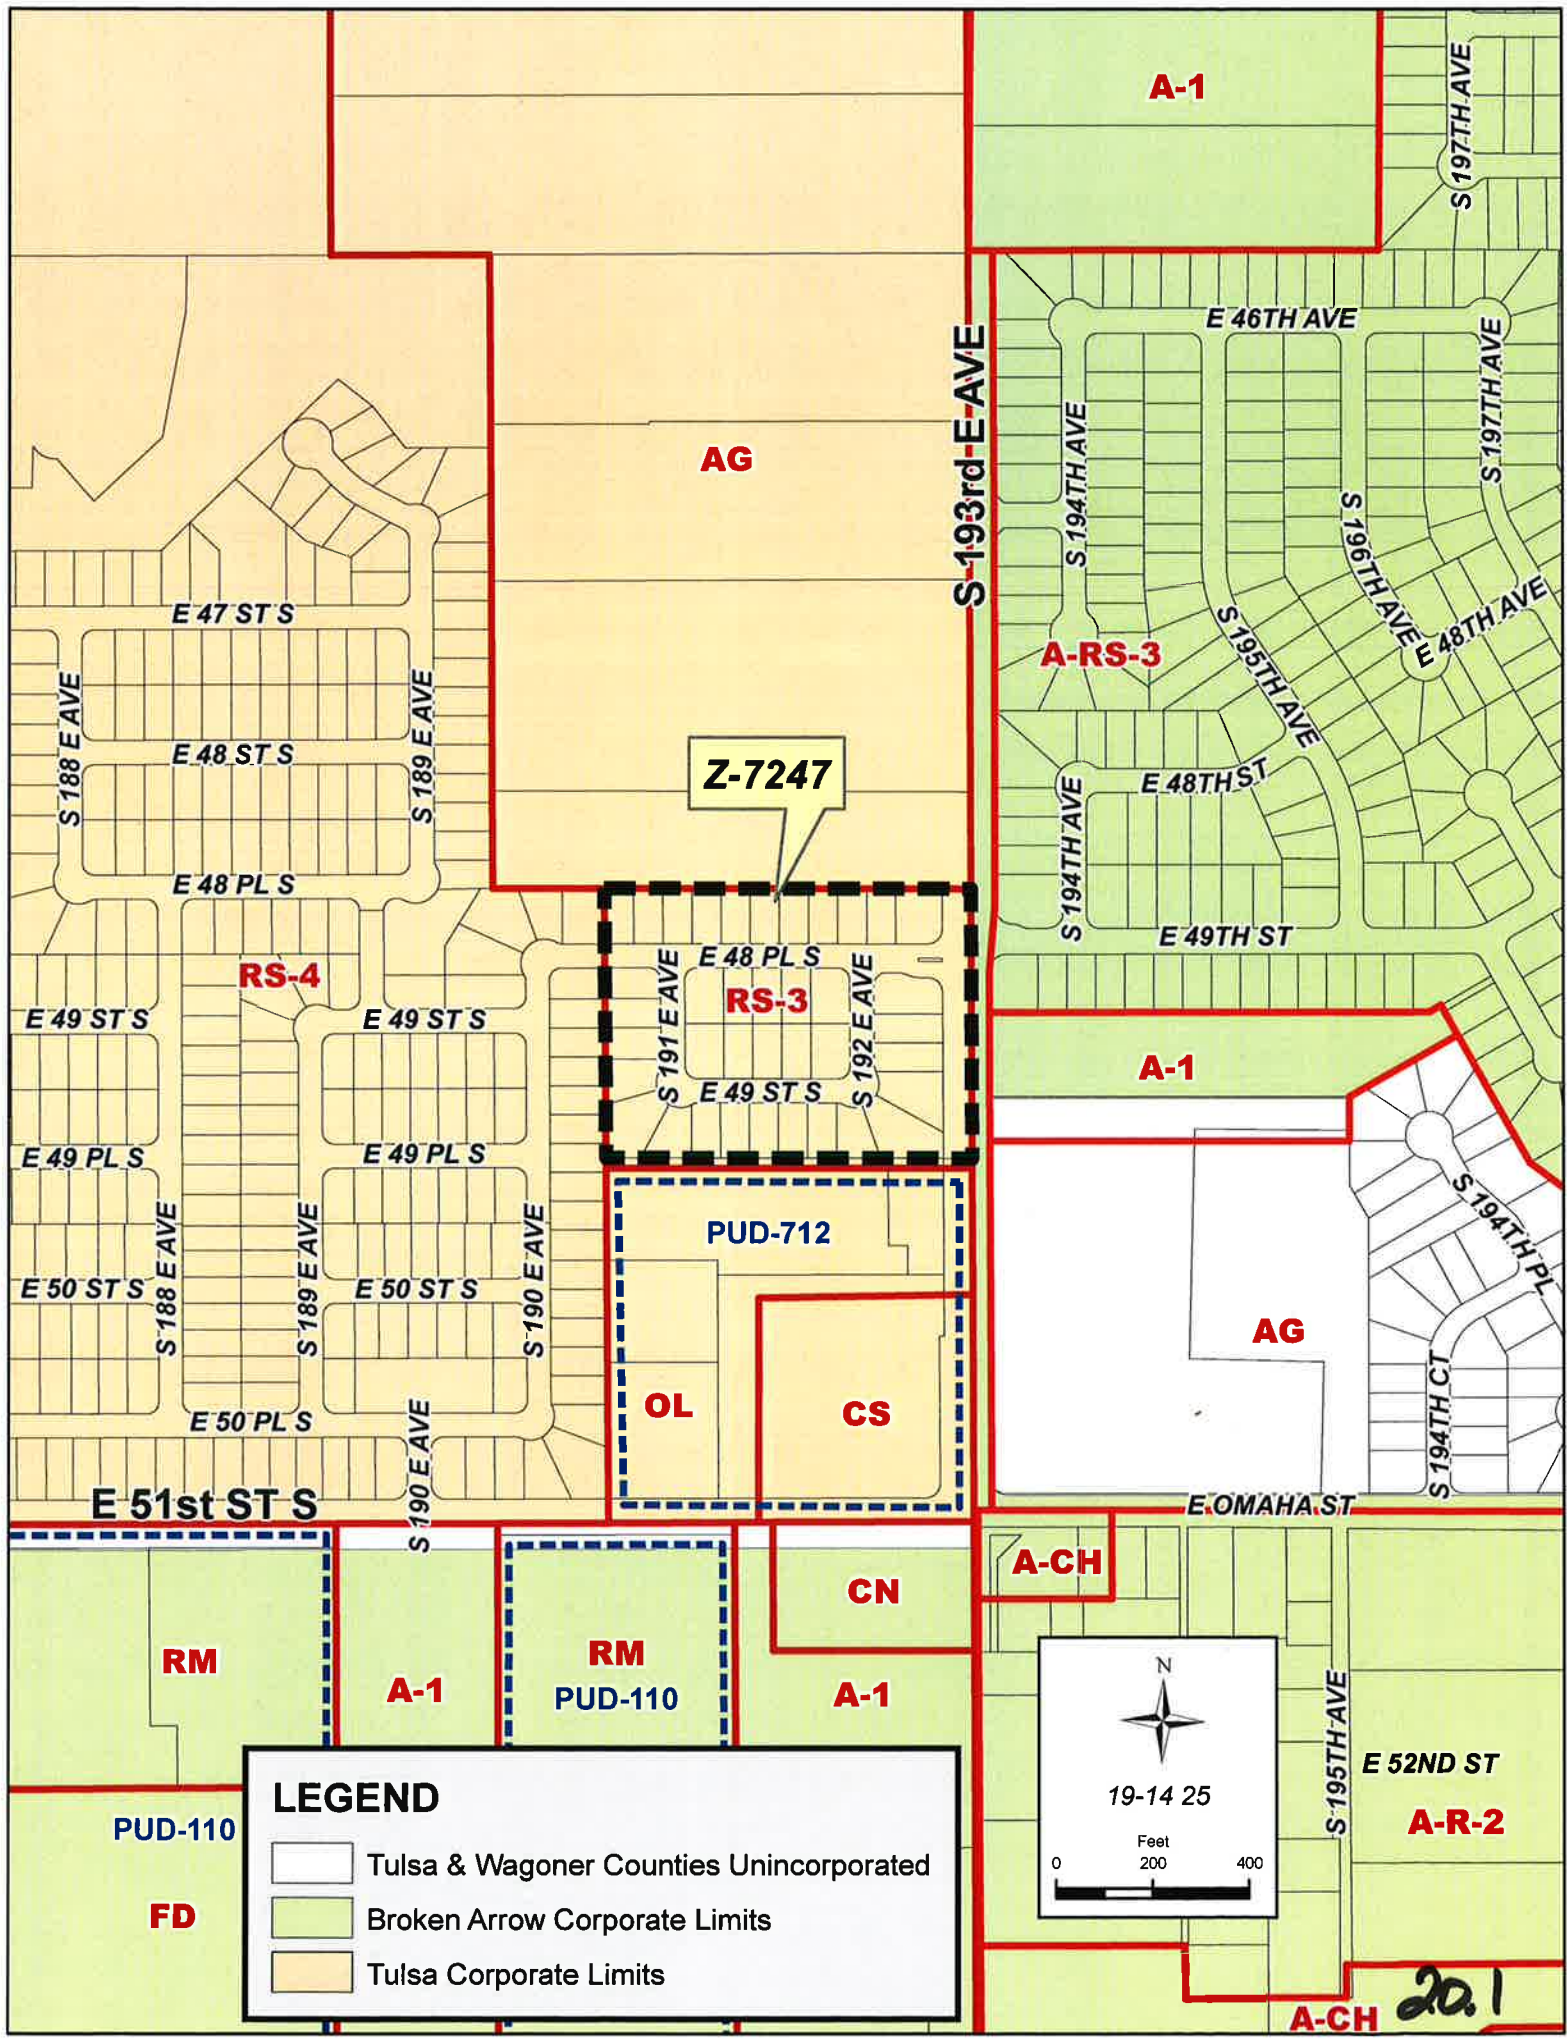 A-1
S 197TH AVE
E 46TH AVE
S 193rd E AVE
S 194TH AVE
S 197TH AVE
AG
S 196TH AVE
E 48TH AVE
S 195TH AVE
A-RS-3
E 47 ST S
S 188 E AVE
S 189 E AVE
E 48 ST S
Z-7247
E 48TH ST
S 194TH AVE
E 48 PL S
E 49TH ST
RS-4
E 48 PL S
S 191 E AVE
RS-3
S 192 E AVE
E 49 ST S
E 49 ST S
E 49 ST S
A-1
E 49 PL S
E 49 PL S
S 188 E AVE
S 189 E AVE
S 190 E AVE
PUD-712
S 194TH PL
E 50 ST S
E 50 ST S
AG
OL
CS
S 194TH CT
E 50 PL S
S 190 E AVE
E 51st ST S
E OMAHA ST
A-CH
CN
RM
A-1
RM
PUD-110
A-1
S 195TH AVE
E 52ND ST
A-R-2
PUD-110
FD
LEGEND
Tulsa & Wagoner Counties Unincorporated
Broken Arrow Corporate Limits
Tulsa Corporate Limits
N
19-14 25
Feet
0 200 400
A-CH
20.1